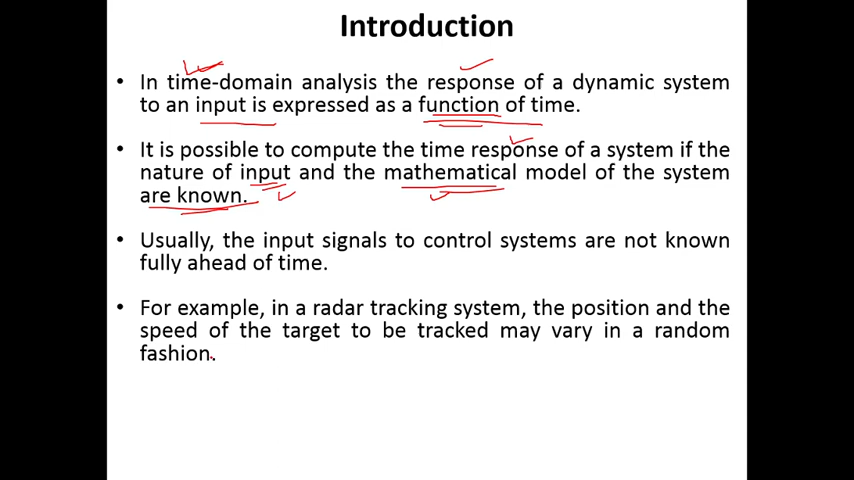 Introduction
• In time-domain analysis the response of a dynamic system
to an input is expressed as a function of time.
• It is possible to compute the time response of a system if the
nature of input and the mathematical model of the system
are known.
• Usually, the input signals to control systems are not known
fully ahead of time.
• For example, in a radar tracking system, the position and the
speed of the target to be tracked may vary in a random
fashion.